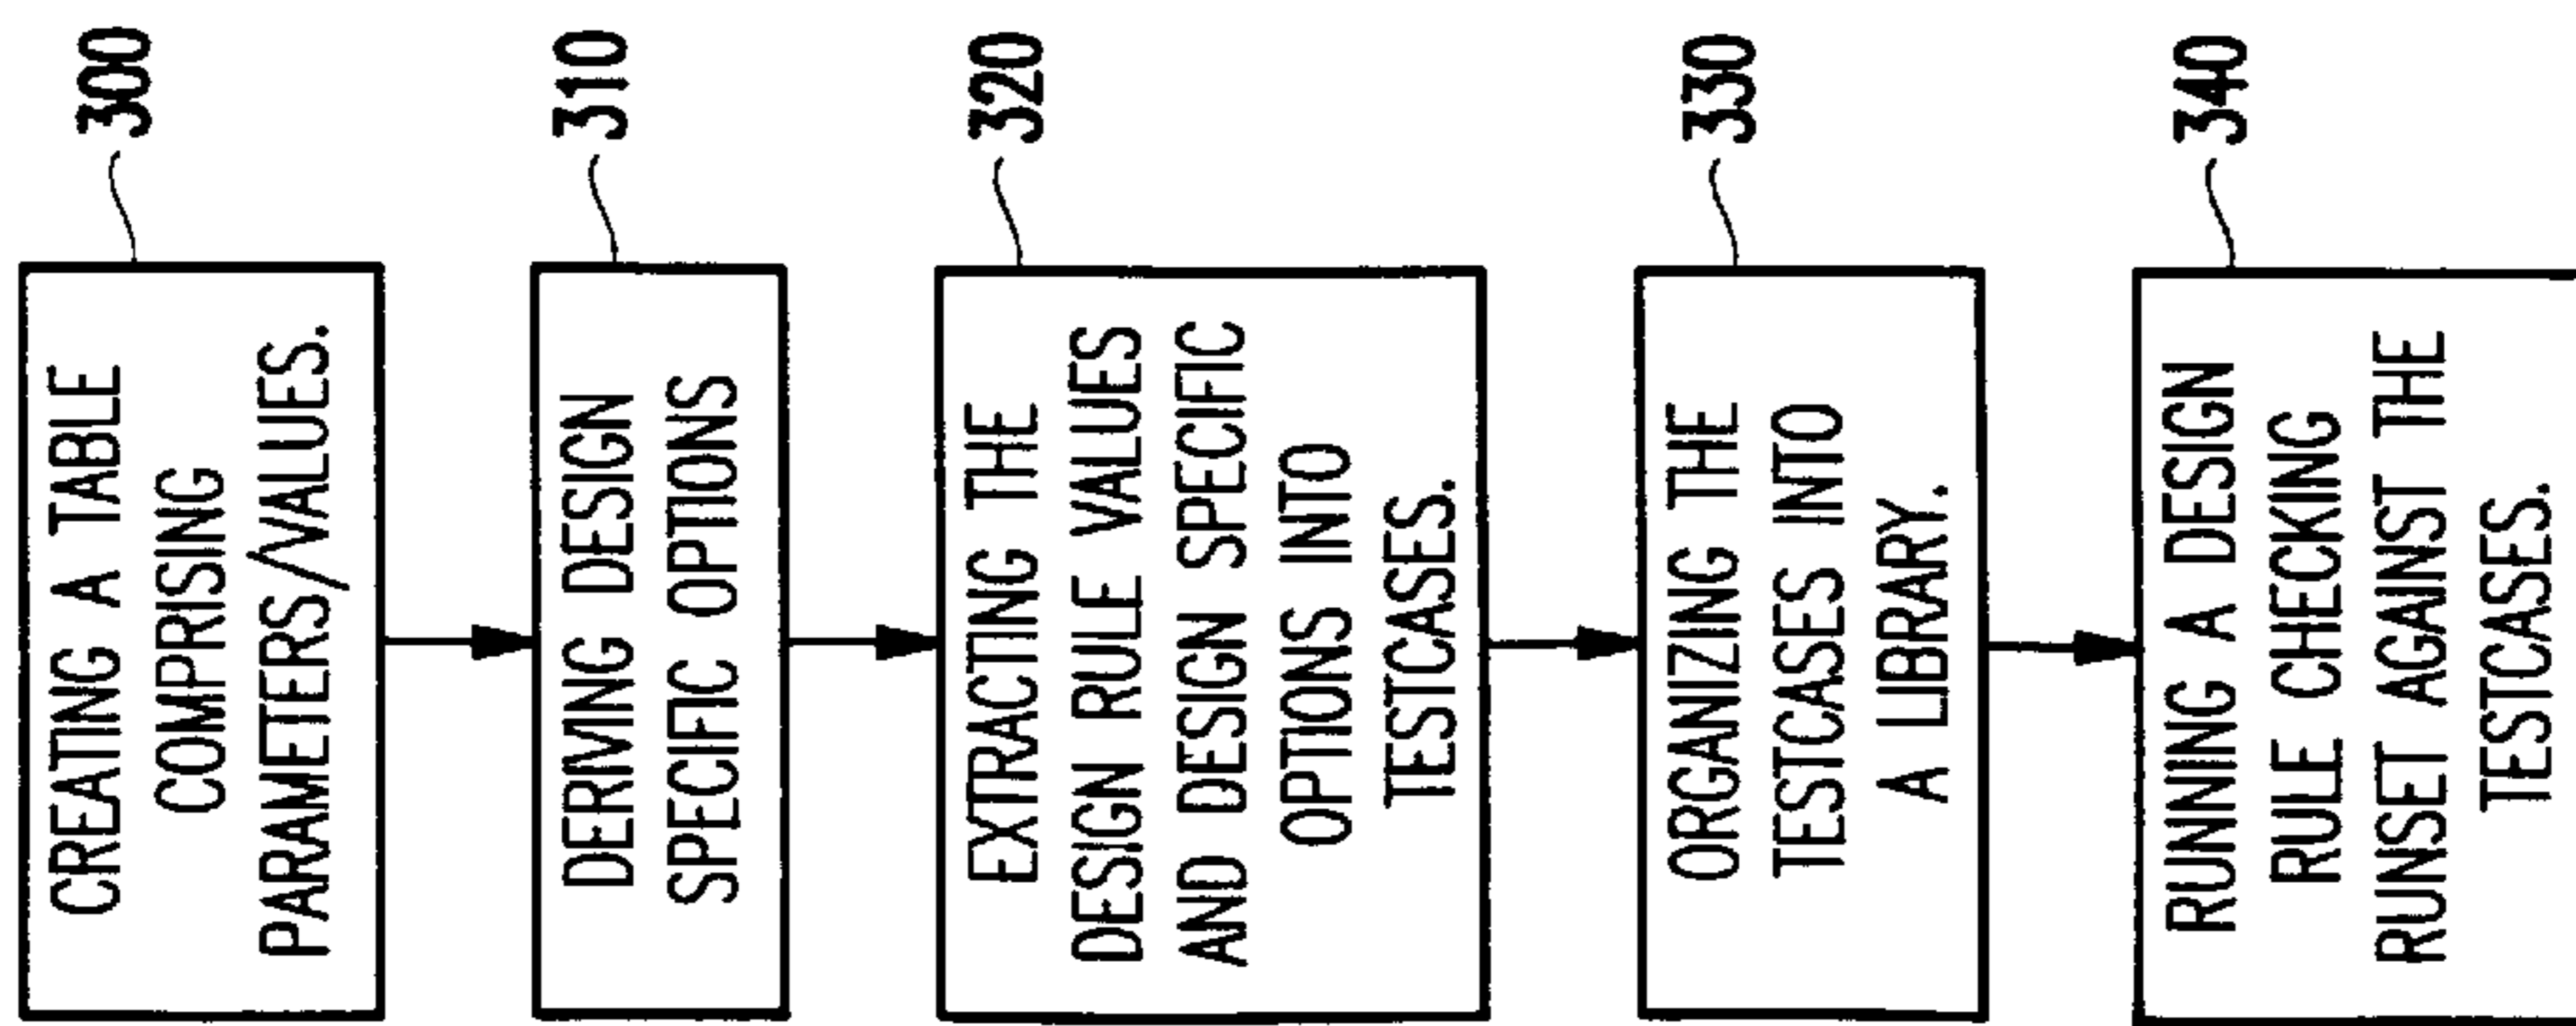 CREATING A TABLE
COMPRISING
PARAMETERS/VALUES.
300
DERIVING DESIGN
SPECIFIC OPTIONS
310
EXTRACTING THE
DESIGN RULE VALUES
AND DESIGN SPECIFIC
OPTIONS INTO
TESTCASES.
320
ORGANIZING THE
TESTCASES INTO
A LIBRARY.
330
RUNNING A DESIGN
RULE CHECKING
RUNSET AGAINST THE
TESTCASES.
340